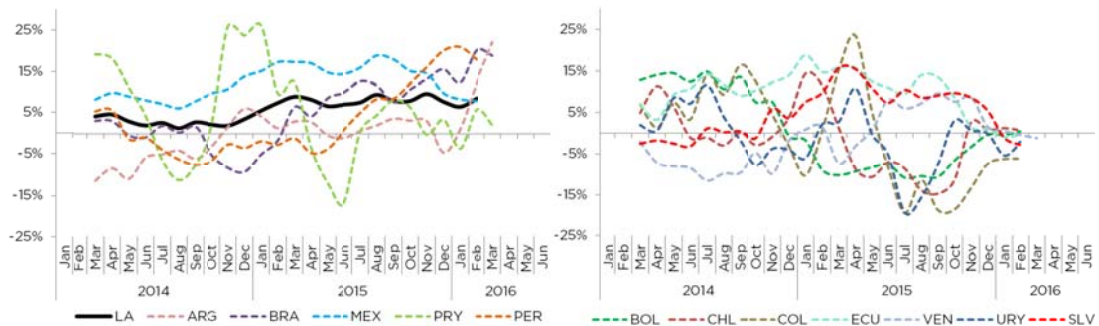 25%
15%
5%
-5%
-15%
-25%
Jan Feb Mar Apr May Jun Jul Aug Sep Oct Nov Dec Jan Feb Mar Apr May Jun Jul Aug Sep Oct Nov Dec Jan Feb Mar Apr May Jun
2014 2015 2016
LA ARG BRA MEX PRY PER
25%
15%
5%
-5%
-15%
-25%
Jan Feb Mar Apr May Jun Jul Aug Sep Oct Nov Dec Jan Feb Mar Apr May Jun Jul Aug Sep Oct Nov Dec Jan Feb Mar Apr May Jun
2014 2015 2016
BOL CHL COL ECU VEN URY SLV